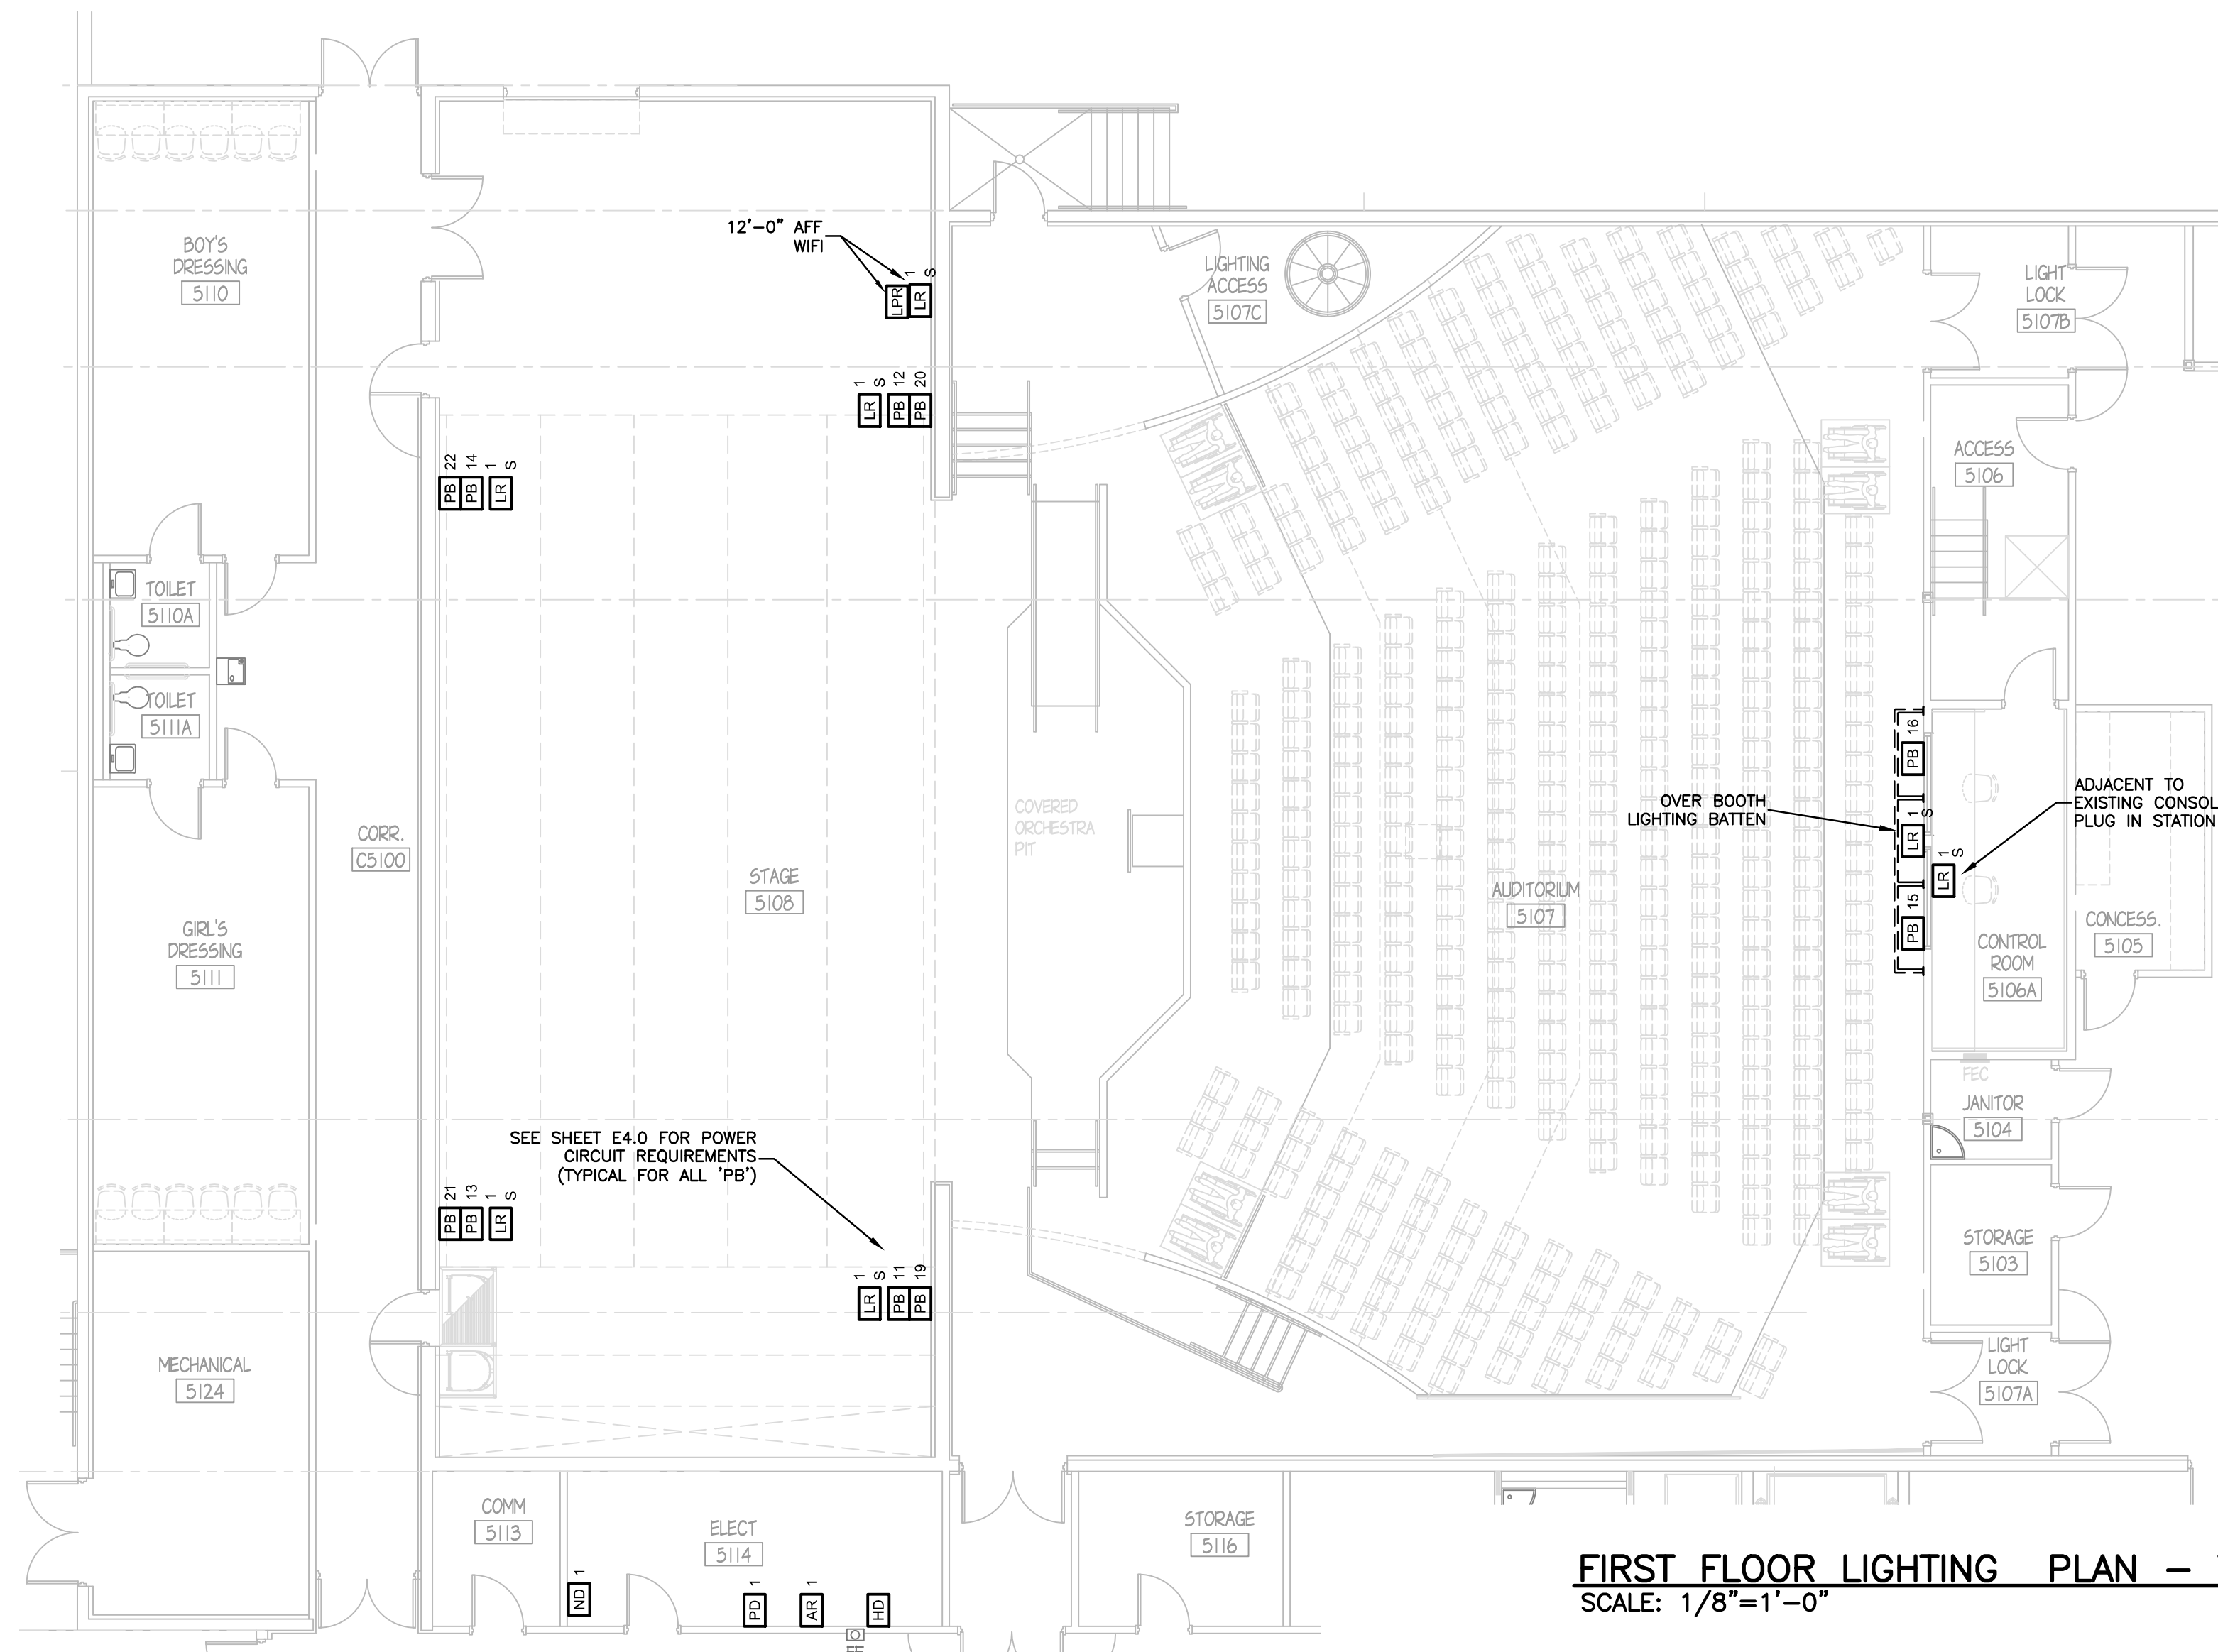 12'-0" AFF
WIFI
LPR
LR
1
S
BOY'S
DRESSING
5110
LIGHTING
ACCESS
5107C
LIGHT
LOCK
5107B
LR
1
S
PB
12
PB
20
PB
22
PB
14
LR
1
S
ACCESS
5106
TOILET
5110A
TOILET
5111A
PB
16
OVER BOOTH
LIGHTING BATTEN
LR
1
S
ADJACENT TO
EXISTING CONSOL
PLUG IN STATION
LR
1
S
PB
15
COVERED
ORCHESTRA
PIT
CORR.
C5100
STAGE
5108
AUDITORIUM
5107
GIRL'S
DRESSING
5111
CONTROL
ROOM
5106A
CONCESS.
5105
FEC
JANITOR
5104
SEE SHEET E4.0 FOR POWER
CIRCUIT REQUIREMENTS
(TYPICAL FOR ALL 'PB')
PB
21
PB
13
LR
1
S
LR
1
S
PB
11
PB
19
STORAGE
5103
MECHANICAL
5124
LIGHT
LOCK
5107A
COMM
5113
ELECT
5114
STORAGE
5116
ND
1
PD
1
AR
1
HD
FIRST FLOOR LIGHTING PLAN -
SCALE: 1/8"=1'-0"